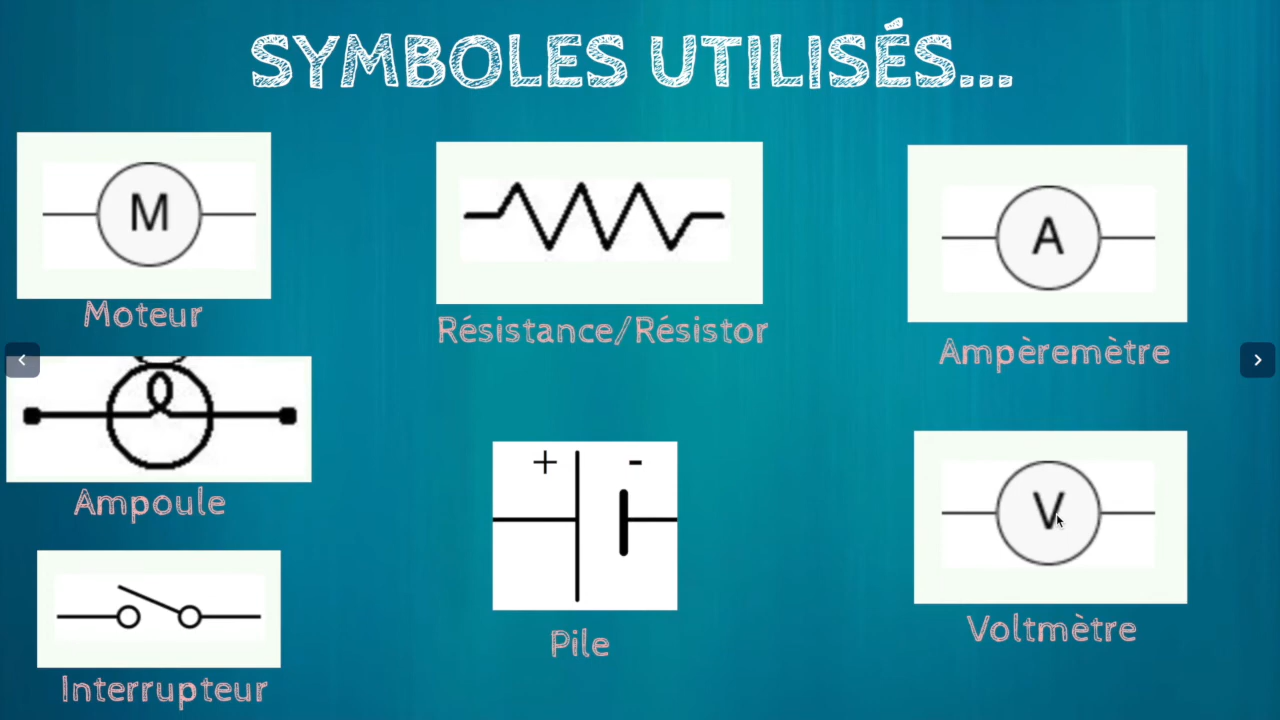 SYMBOLES UTILISÉS...
M
Moteur
Résistance/Résistor
A
Ampèremètre
Ampoule
+ -
Pile
V
Voltmètre
Interrupteur